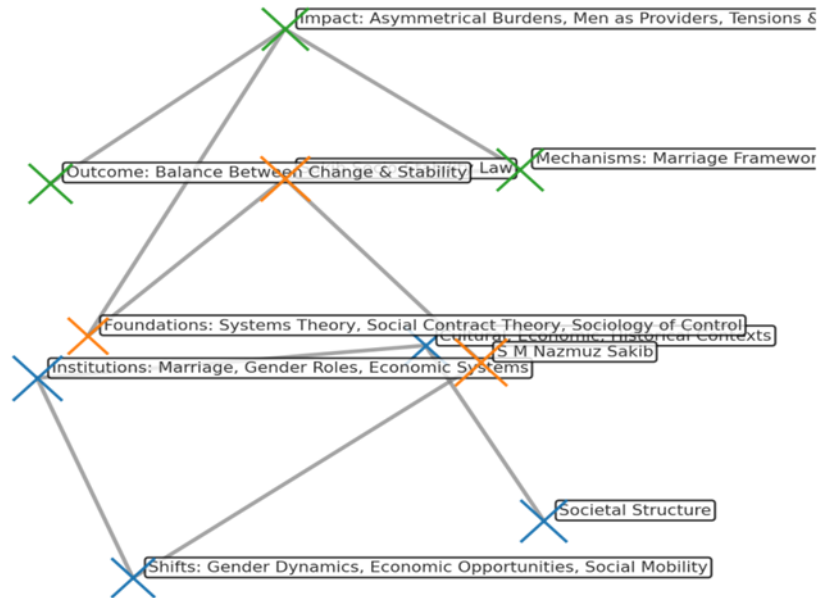 Impact: Asymmetrical Burdens, Men as Providers, Tensions &
Mechanisms: Marriage
Law
Outcome: Balance Between Change & Stability
Foundations: Systems Theory, Social Contract Theory, Sociology of Control
Cultural, Economic, Historical Contexts
S M Nazmuz Sakib
Institutions: Marriage, Gender Roles, Economic Systems
Societal Structure
Shifts: Gender Dynamics, Economic Opportunities, Social Mobility